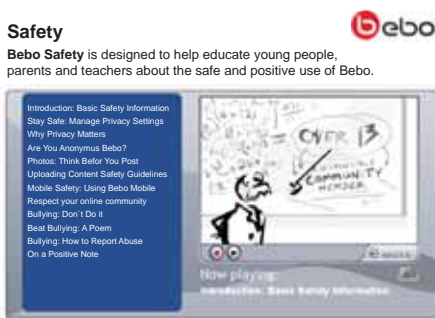 Safety
bebo
Bebo Safety is designed to help educate young people,
parents and teachers about the safe and positive use of Bebo.
Introduction: Basic Safety Information
Stay Safe: Manage Privacy Settings
Why Privacy Matters
Are You Anonymus Bebo?
Photos: Think Befor You Post
Uploading Content Safety Guidelines
Mobile Safety: Using Bebo Mobile
Respect your online community
Bullying: Don`t Do it
Beat Bullying: A Poem
Bullying: How to Report Abuse
On a Positive Note
= OVER 13
COMMUNITY
MEMBER
Now playing:
Introduction: Basic Safety Information